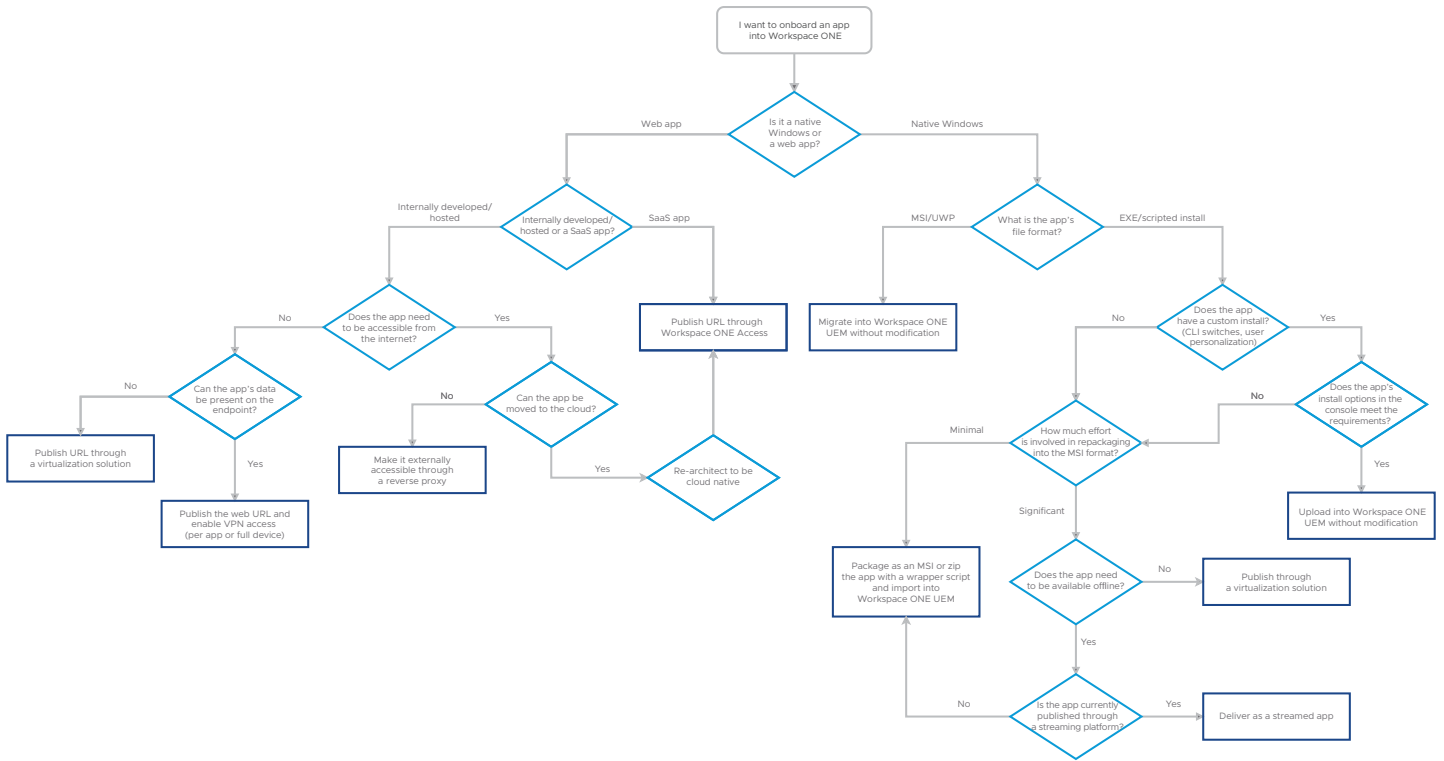 I want to onboard an app
into Workspace ONE
Is it a native
Windows or
a web app?
Web app
Native Windows
Internally developed/
hosted
Internally developed/
hosted or a SaaS app?
SaaS app
MSI/UWP
What is the app's
file format?
EXE/scripted install
No
Does the app need
to be accessible from
the internet?
Yes
Publish URL through
Workspace ONE Access
Migrate into Workspace ONE
UEM without modification
No
Does the app
have a custom install?
(CLI switches, user
personalization)
Yes
No
Can the app's data
be present on the
endpoint?
No
Can the app be
moved to the cloud?
Does the app's
install options in the
console meet the
requirements?
No
Publish URL through
a virtualization solution
Yes
Make it externally
accessible through
a reverse proxy
Yes
Re-architect to be
cloud native
Minimal
How much effort
is involved in repackaging
into the MSI format?
Yes
Publish the web URL and
enable VPN access
(per app or full device)
Significant
Upload into Workspace ONE
UEM without modification
Package as an MSI or zip
the app with a wrapper script
and import into
Workspace ONE UEM
Does the app need
to be available offline?
No
Publish through
a virtualization solution
Yes
No
Is the app currently
published through
a streaming platform?
Yes
Deliver as a streamed app